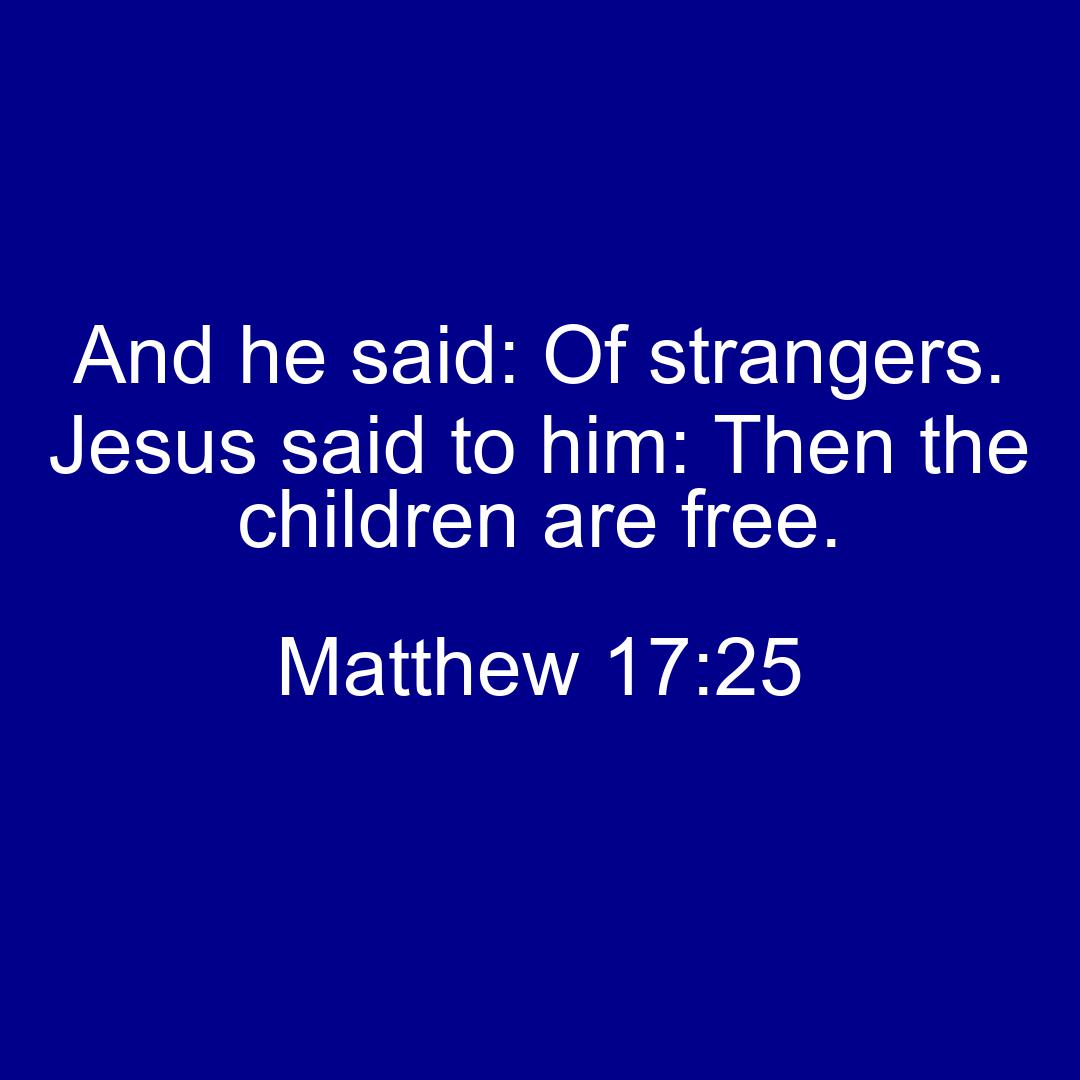 And he said: Of strangers.
Jesus said to him: Then the
children are free.
Matthew 17:25